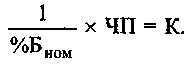 1/%Б_ном × ЧП = К.